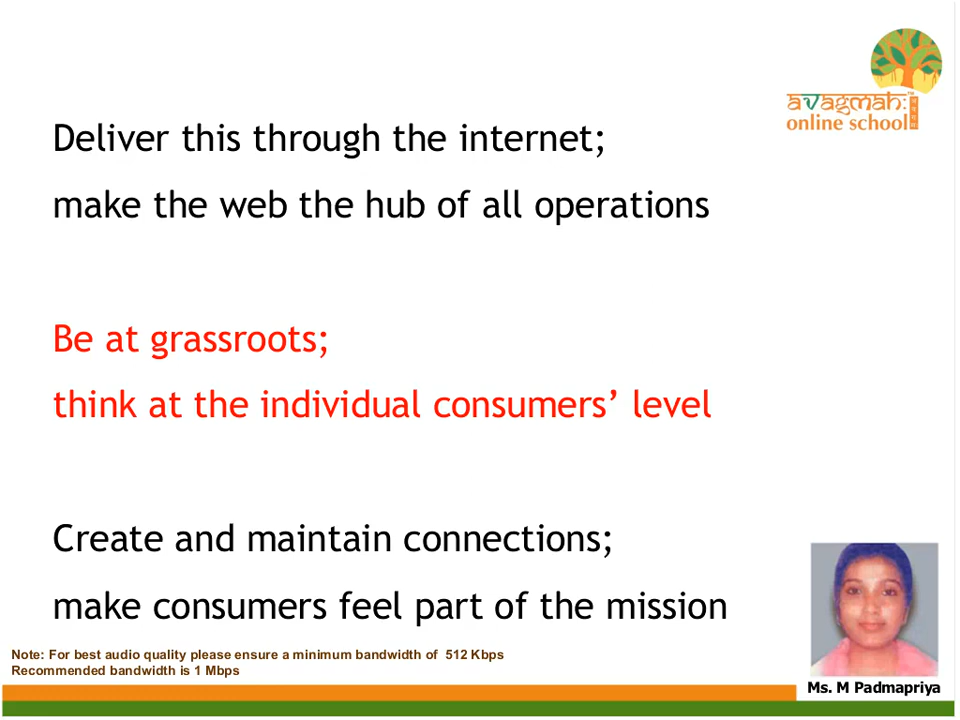 avagmah
online school
Deliver this through the internet;
make the web the hub of all operations
Be at grassroots;
think at the individual consumers’ level
Create and maintain connections;
make consumers feel part of the mission
Note: For best audio quality please ensure a minimum bandwidth of 512 Kbps
Recommended bandwidth is 1 Mbps
Ms. M Padmapriya